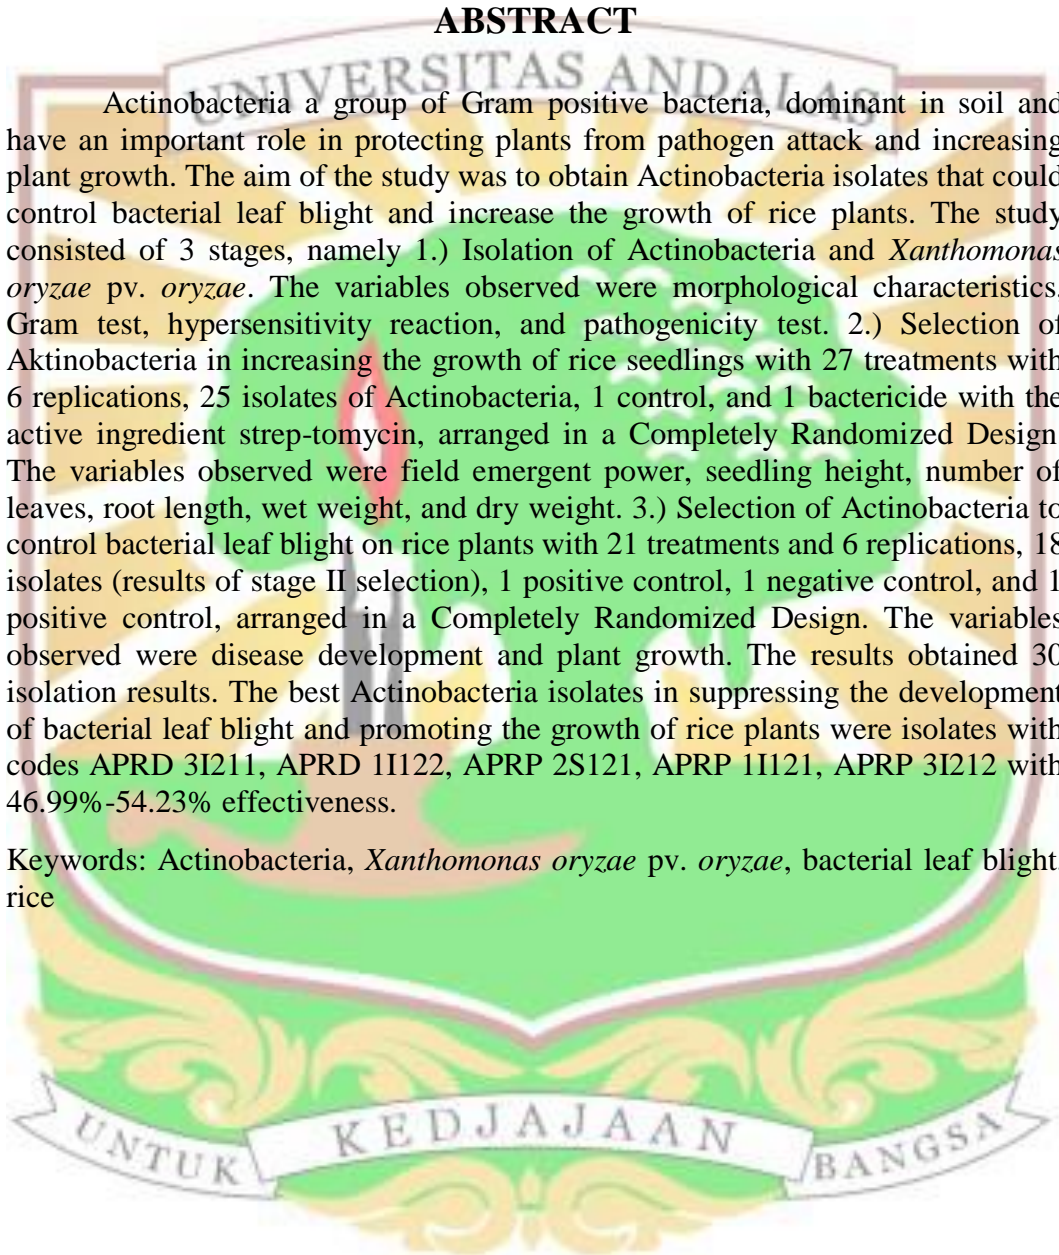 ABSTRACT
UNIVERSITAS ANDALAS
Actinobacteria a group of Gram positive bacteria, dominant in soil and
have an important role in protecting plants from pathogen attack and increasing
plant growth. The aim of the study was to obtain Actinobacteria isolates that could
control bacterial leaf blight and increase the growth of rice plants. The study
consisted of 3 stages, namely 1.) Isolation of Actinobacteria and Xanthomonas
oryzae pv. oryzae. The variables observed were morphological characteristics,
Gram test, hypersensitivity reaction, and pathogenicity test. 2.) Selection of
Aktinobacteria in increasing the growth of rice seedlings with 27 treatments with
6 replications, 25 isolates of Actinobacteria, 1 control, and 1 bactericide with the
active ingredient strep-tomycin, arranged in a Completely Randomized Design.
The variables observed were field emergent power, seedling height, number of
leaves, root length, wet weight, and dry weight. 3.) Selection of Actinobacteria to
control bacterial leaf blight on rice plants with 21 treatments and 6 replications, 18
isolates (results of stage II selection), 1 positive control, 1 negative control, and 1
positive control, arranged in a Completely Randomized Design. The variables
observed were disease development and plant growth. The results obtained 30
isolation results. The best Actinobacteria isolates in suppressing the development
of bacterial leaf blight and promoting the growth of rice plants were isolates with
codes APRD 3I211, APRD 1I122, APRP 2S121, APRP 1I121, APRP 3I212 with
46.99%-54.23% effectiveness.
Keywords: Actinobacteria, Xanthomonas oryzae pv. oryzae, bacterial leaf blight,
rice
UNTUK KEDJAJAAN BANGSA